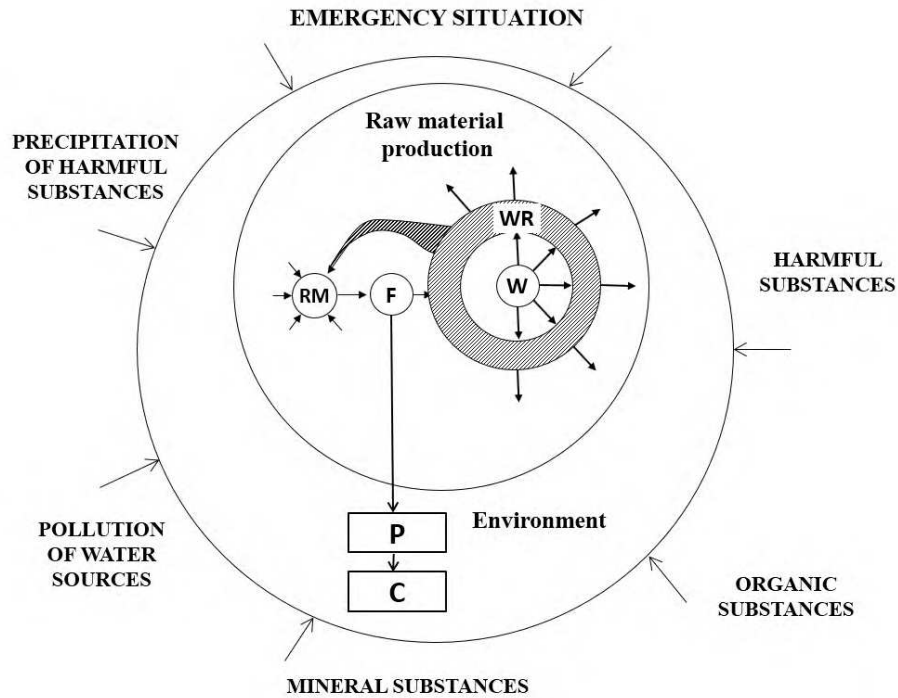 EMERGENCY SITUATION
Raw material
production
PRECIPITATION
OF HARMFUL
SUBSTANCES
WR
HARMFUL
SUBSTANCES
RM
F
W
P
Environment
C
POLLUTION
OF WATER
SOURCES
ORGANIC
SUBSTANCES
MINERAL SUBSTANCES